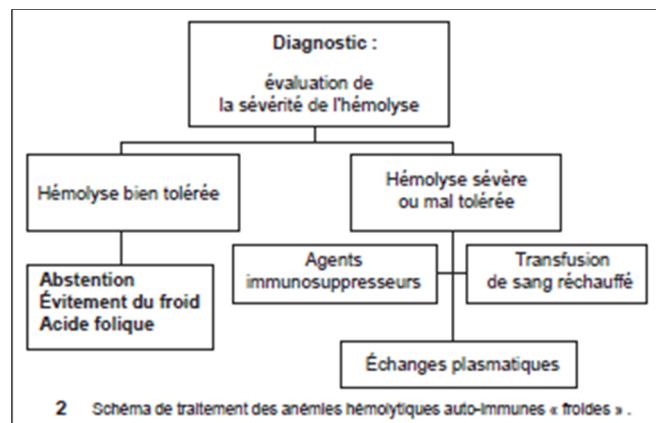 Diagnostic :
évaluation de
la sévérité de l'hémolyse
Hémolyse bien tolérée
Hémolyse sévère
ou mal tolérée
Abstention
Évitement du froid
Acide folique
Agents
immunosuppresseurs
Transfusion
de sang réchauffé
Échanges plasmatiques
2 Schéma de traitement des anémies hémolytiques auto-immunes « froides » .